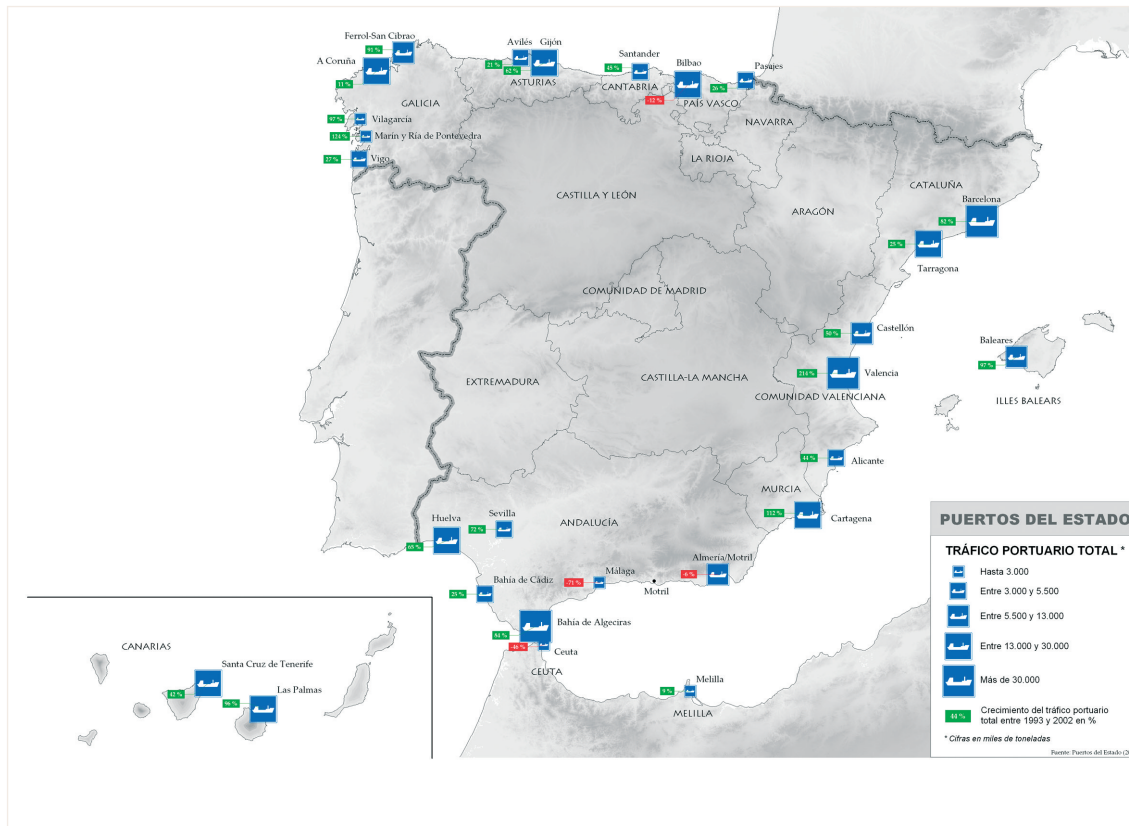 Ferrol-San Cibrao
91 %
A Coruña
11 %
GALICIA
97 %
Vilagarcía
124 %
Marín y Ría de Pontevedra
27 %
Vigo
Avilés
Gijón
21 %
62 %
ASTURIAS
Santander
45 %
CANTABRIA
Bilbao
-12 %
PAÍS VASCO
Pasajes
26 %
NAVARRA
LA RIOJA
CASTILLA Y LEÓN
ARAGÓN
CATALUÑA
Barcelona
82 %
25 %
Tarragona
COMUNIDAD DE MADRID
Castellón
50 %
Valencia
214 %
COMUNIDAD VALENCIANA
Baleares
97 %
ILLES BALEARS
EXTREMADURA
CASTILLA-LA MANCHA
44 %
Alicante
MURCIA
112 %
Cartagena
Huelva
65 %
Sevilla
72 %
ANDALUCÍA
Almería/Motril
-6 %
Motril
Málaga
-71 %
Bahía de Cádiz
25 %
Bahía de Algeciras
84 %
-46 %
Ceuta
CEUTA
9 %
Melilla
MELILLA
CANARIAS
Santa Cruz de Tenerife
42 %
Las Palmas
96 %
PUERTOS DEL ESTADO
TRÁFICO PORTUARIO TOTAL *
Hasta 3.000
Entre 3.000 y 5.500
Entre 5.500 y 13.000
Entre 13.000 y 30.000
Más de 30.000
44 %
Crecimiento del tráfico portuario
total entre 1993 y 2002 en %
* Cifras en miles de toneladas
Fuente: Puertos del Estado (2